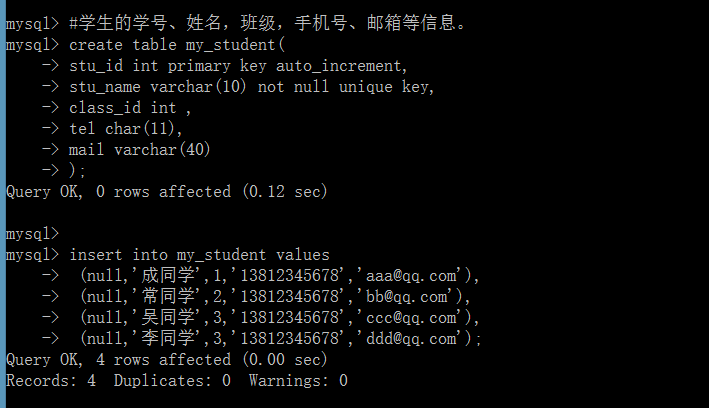 mysql> #学生的学号、姓名，班级，手机号、邮箱等信息。
mysql> create table my_student(
    -> stu_id int primary key auto_increment,
    -> stu_name varchar(10) not null unique key,
    -> class_id int ,
    -> tel char(11),
    -> mail varchar(40)
    -> );
Query OK, 0 rows affected (0.12 sec)
mysql>
mysql> insert into my_student values
    ->  (null,'成同学',1,'13812345678','aaa@qq.com'),
    ->  (null,'常同学',2,'13812345678','bb@qq.com'),
    ->  (null,'吴同学',3,'13812345678','ccc@qq.com'),
    ->  (null,'李同学',3,'13812345678','ddd@qq.com');
Query OK, 4 rows affected (0.00 sec)
Records: 4  Duplicates: 0  Warnings: 0